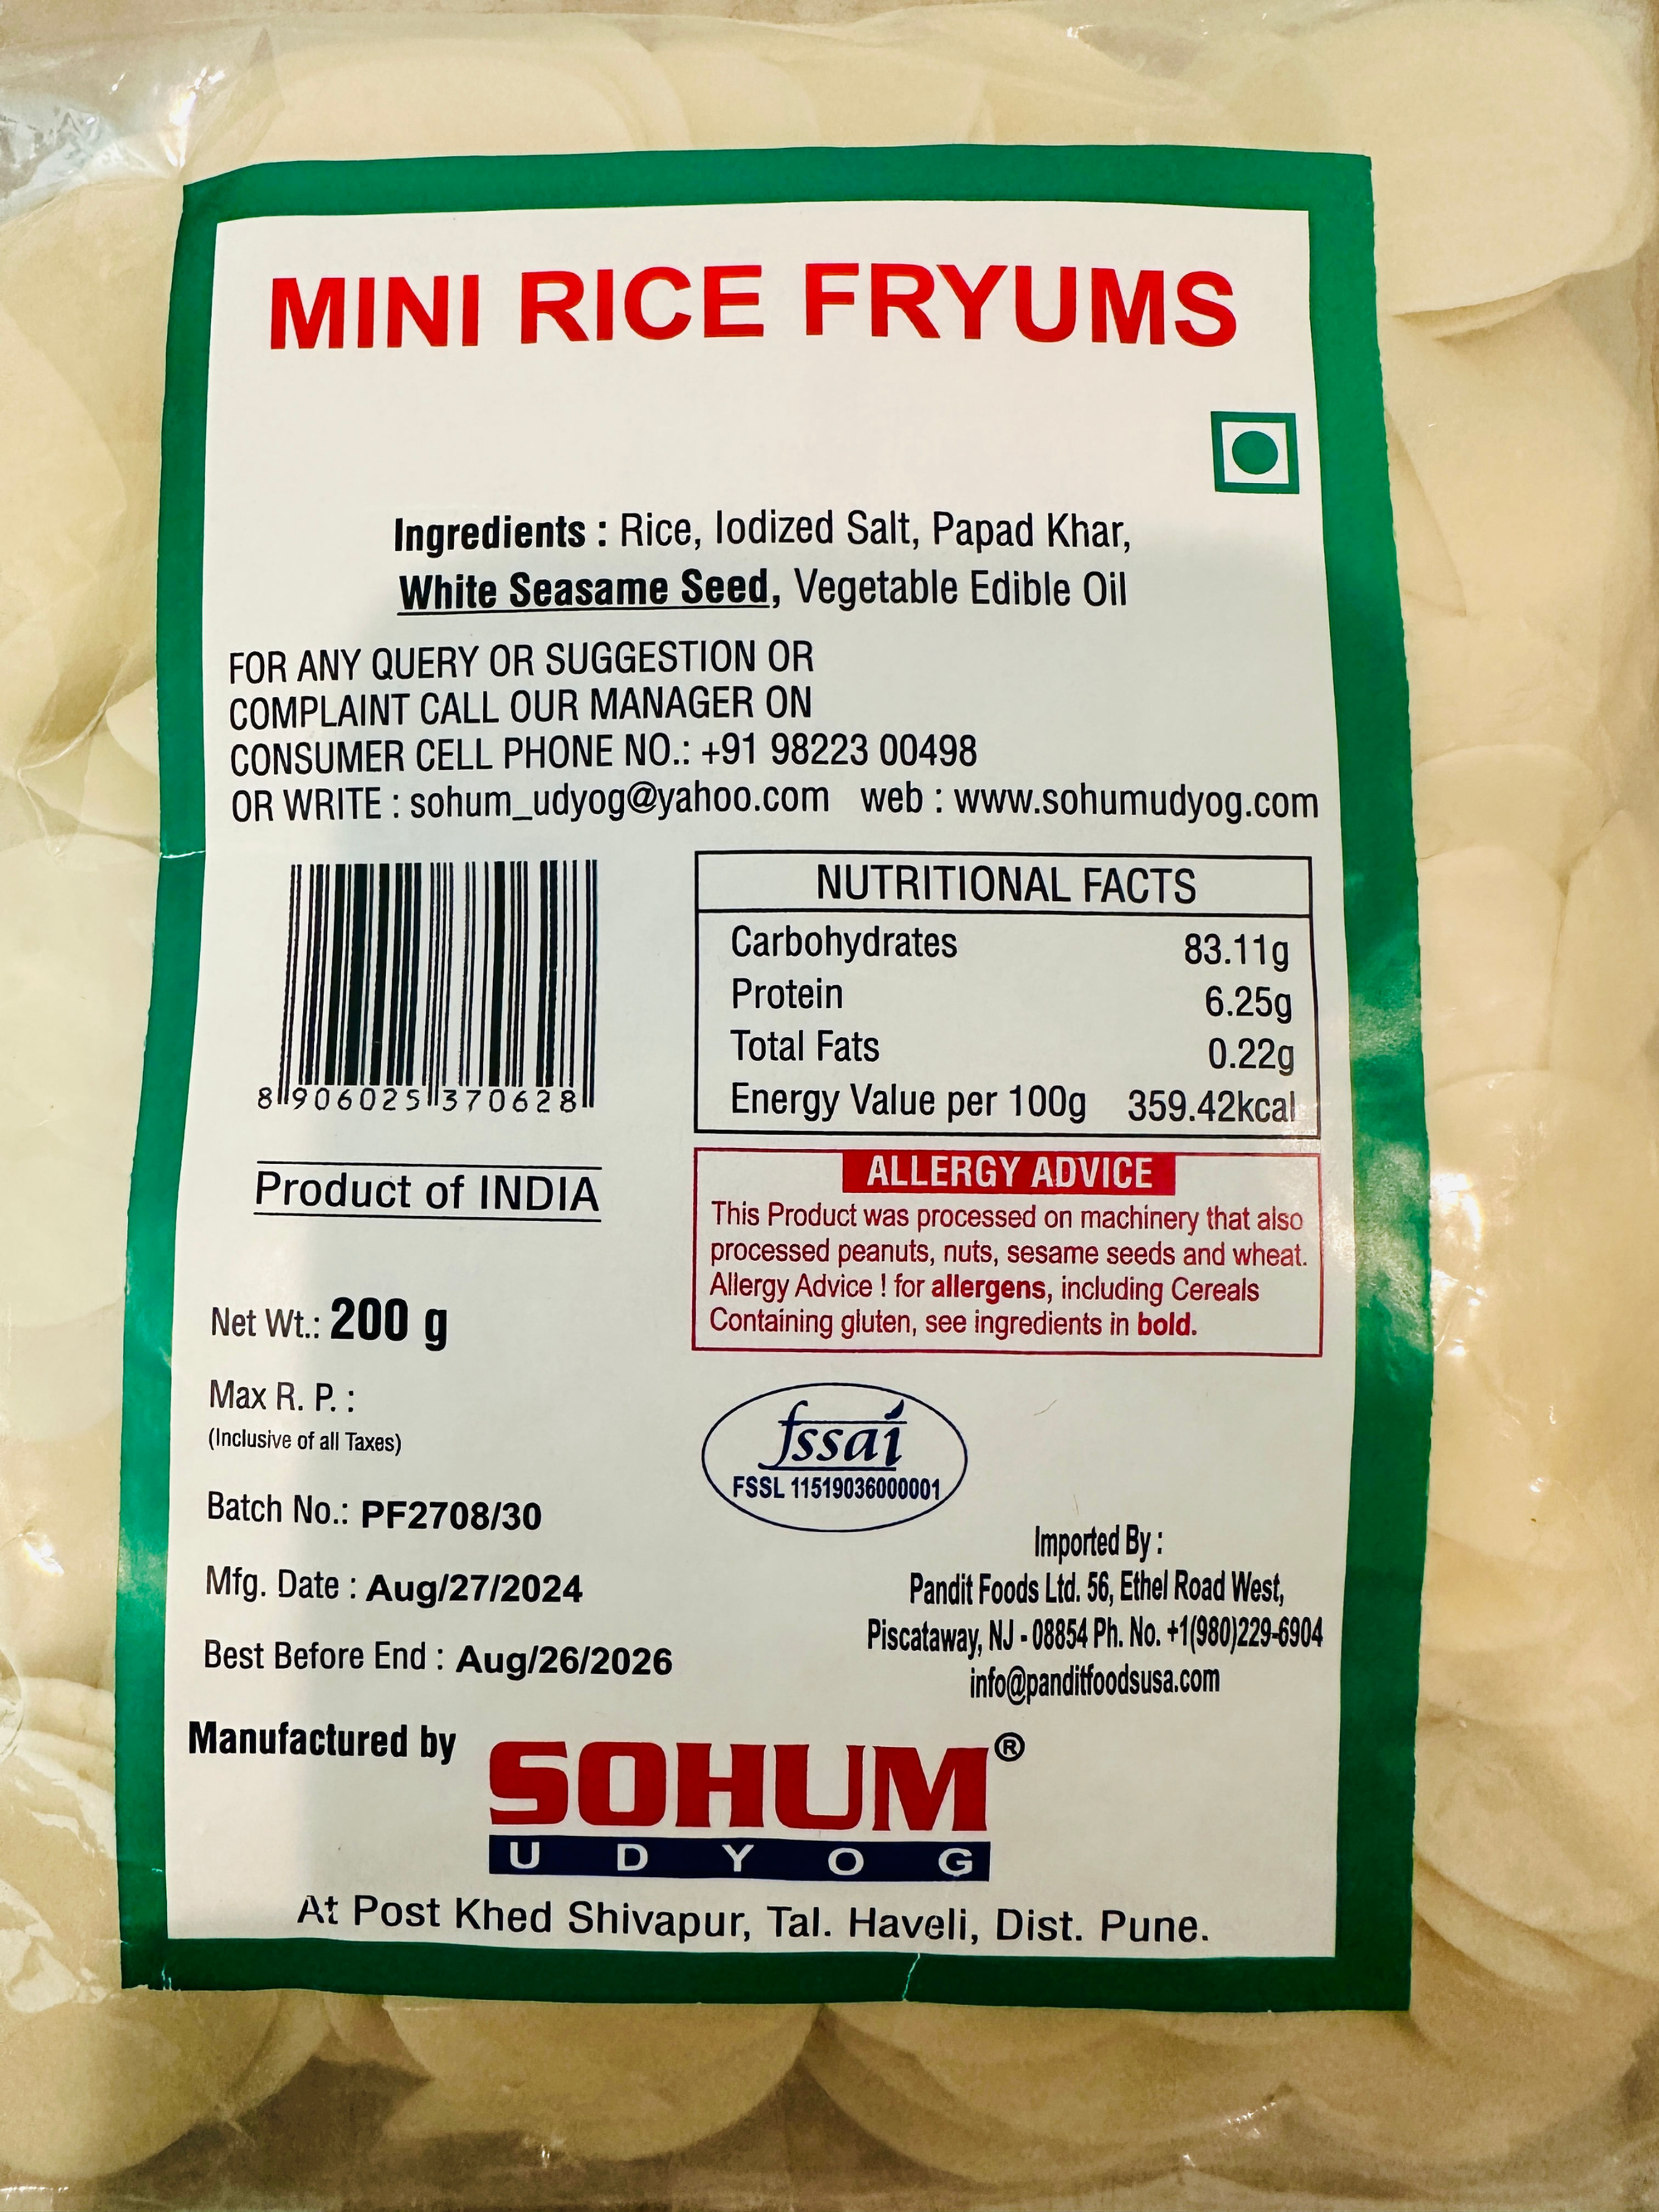 MINI RICE FRYUMS
Ingredients : Rice, Iodized Salt, Papad Khar,
White Seasame Seed, Vegetable Edible Oil
FOR ANY QUERY OR SUGGESTION OR
COMPLAINT CALL OUR MANAGER ON
CONSUMER CELL PHONE NO.: +91 98223 00498
OR WRITE : sohum_udyog@yahoo.com web : www.sohumudyog.com
8 906025 370628
Product of INDIA
NUTRITIONAL FACTS
Carbohydrates 83.11g
Protein 6.25g
Total Fats 0.22g
Energy Value per 100g 359.42kcal
ALLERGY ADVICE
This Product was processed on machinery that also
processed peanuts, nuts, sesame seeds and wheat.
Allergy Advice ! for allergens, including Cereals
Containing gluten, see ingredients in bold.
Net Wt.: 200 g
Max R. P. :
(Inclusive of all Taxes)
Batch No.: PF2708/30
Mfg. Date : Aug/27/2024
Best Before End : Aug/26/2026
fssai
FSSL 11519036000001
Imported By :
Pandit Foods Ltd. 56, Ethel Road West,
Piscataway, NJ - 08854 Ph. No. +1(980)229-6904
info@panditfoodsusa.com
Manufactured by
SOHUM®
UDYOG
At Post Khed Shivapur, Tal. Haveli, Dist. Pune.